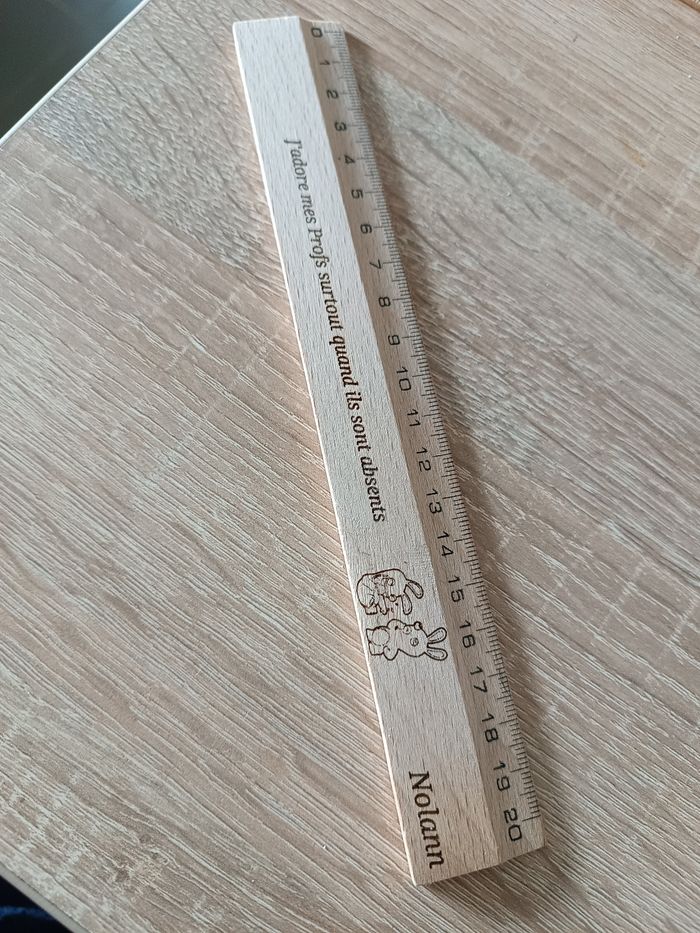 0 1 2 3 4 5 6 7 8 9 10 11 12 13 14 15 16 17 18 19 20
J'adore mes Profs surtout quand ils sont absents
Nolann